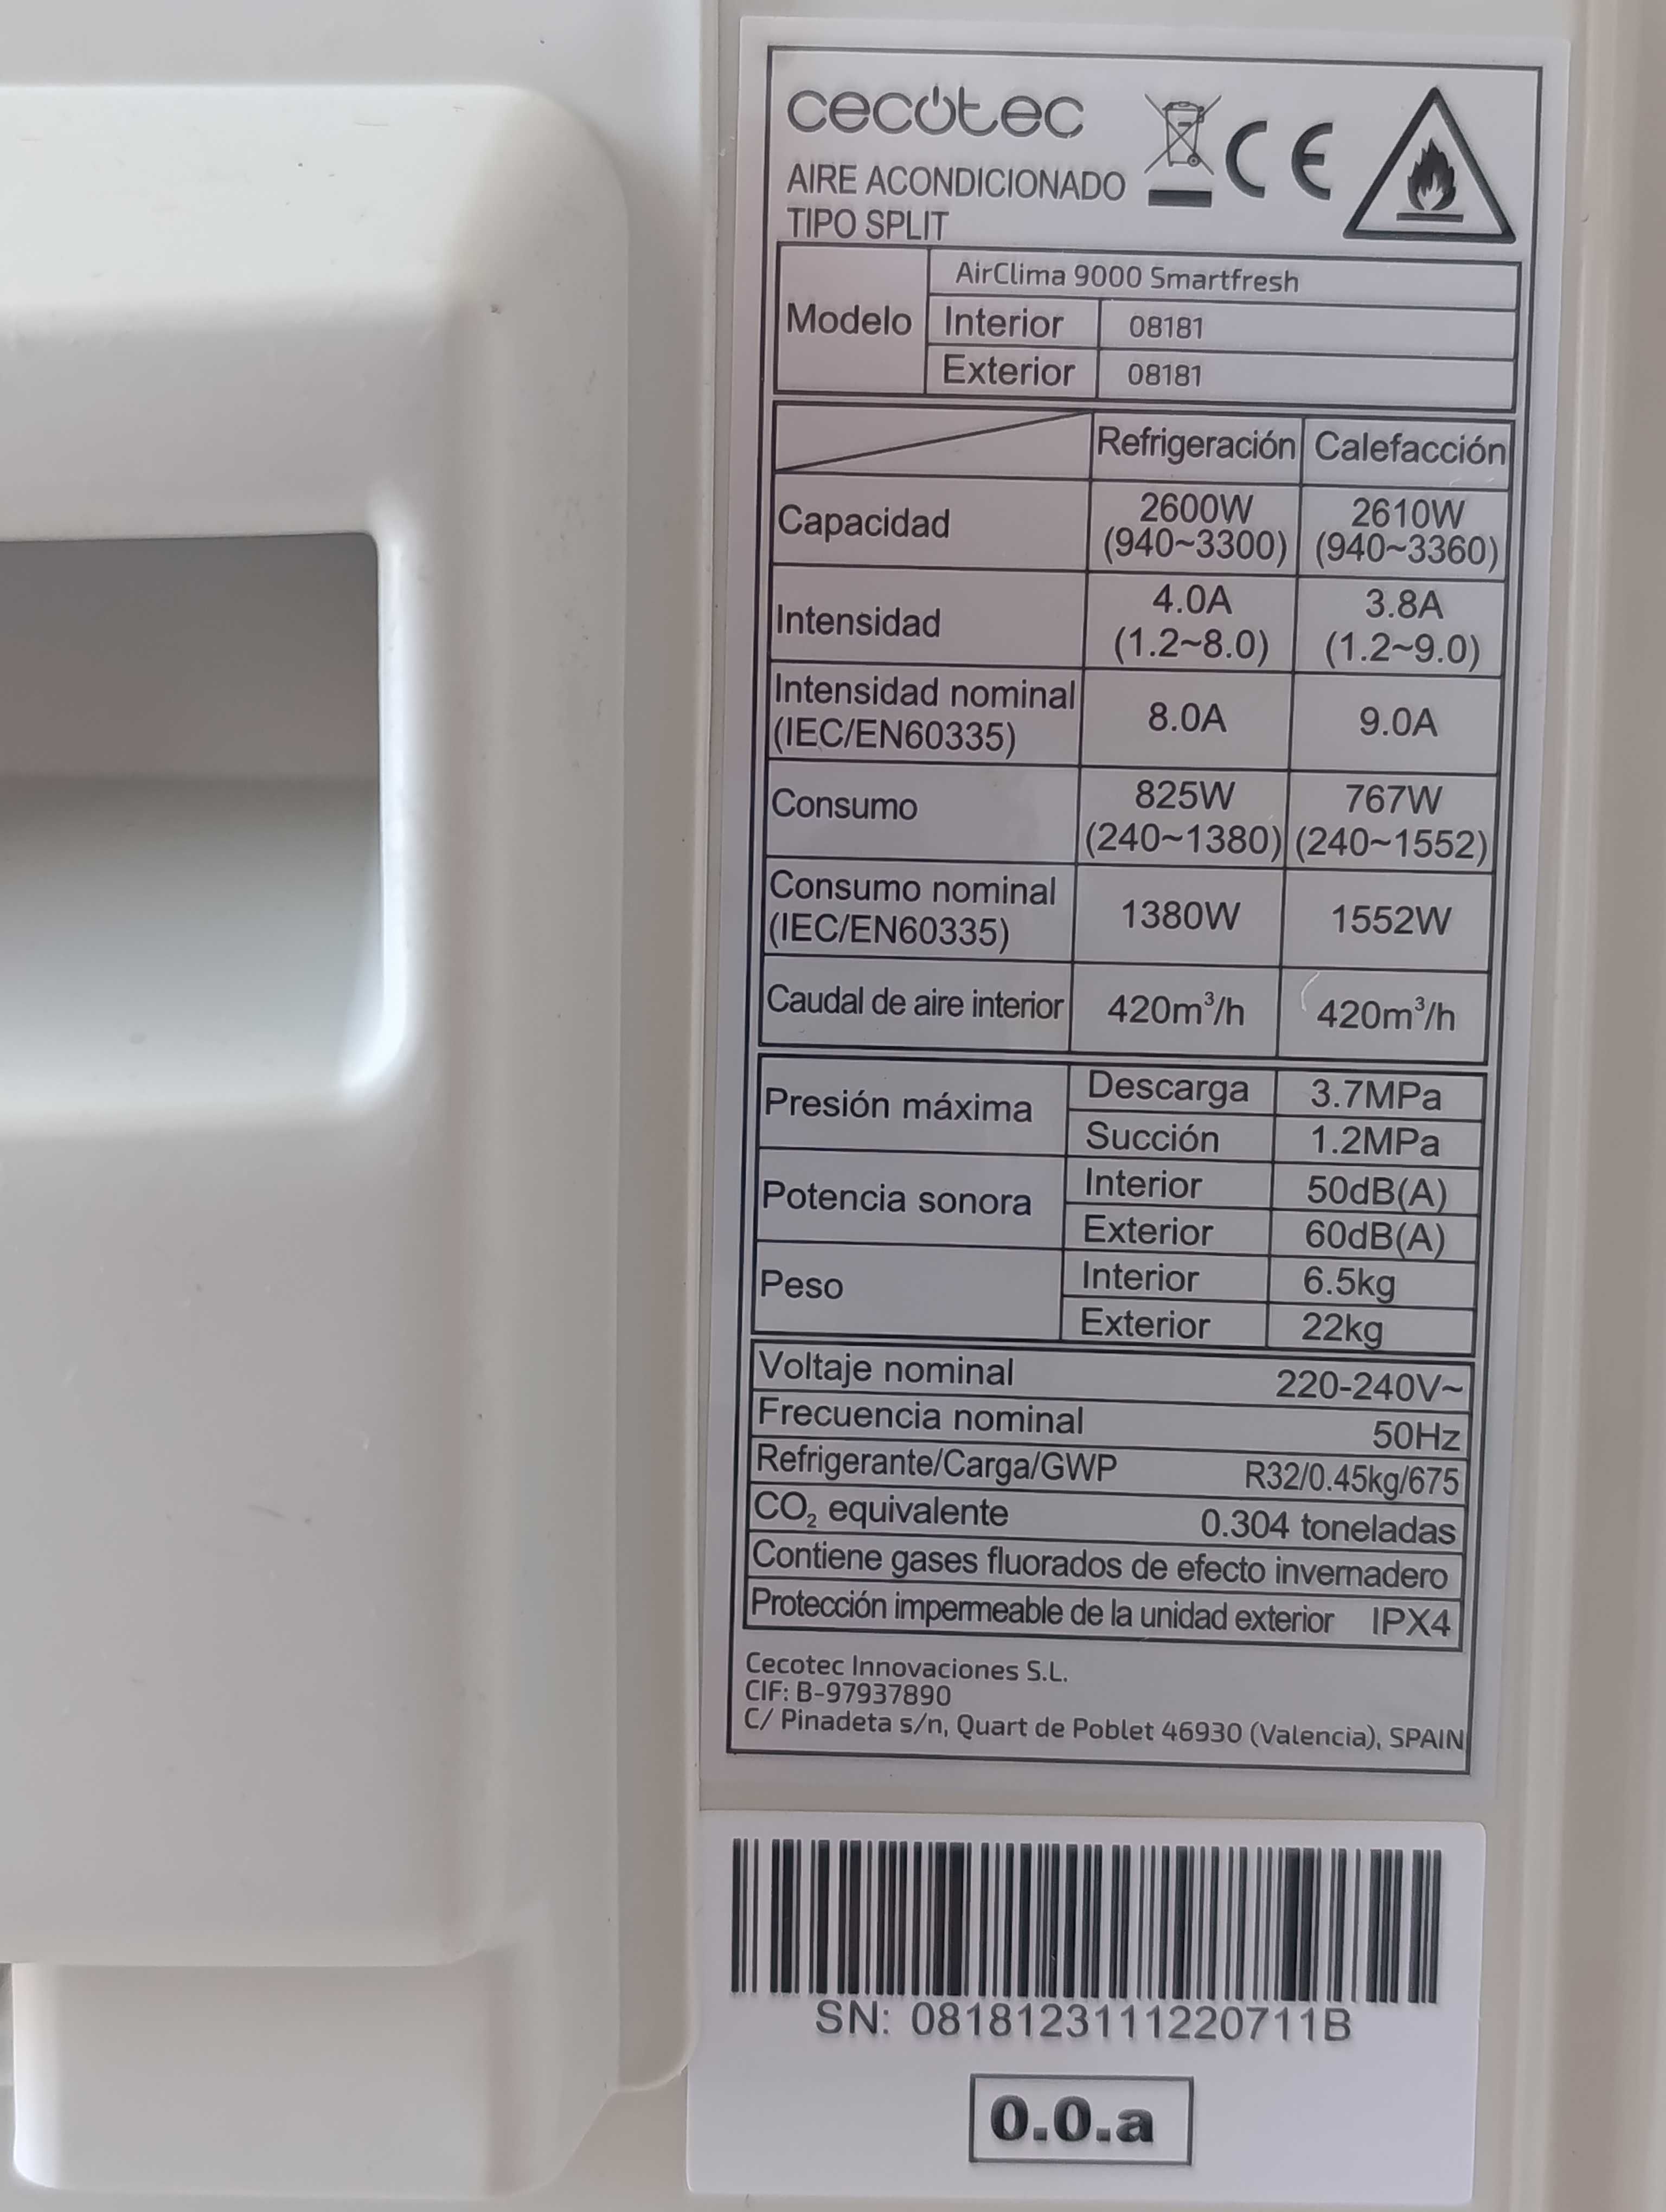 cecotec
CE
AIRE ACONDICIONADO
TIPO SPLIT
Modelo
AirClima 9000 Smartfresh
Interior 08181
Exterior 08181
Refrigeración Calefacción
Capacidad 2600W (940~3300) 2610W (940~3360)
Intensidad 4.0A (1.2~8.0) 3.8A (1.2~9.0)
Intensidad nominal (IEC/EN60335) 8.0A 9.0A
Consumo 825W (240~1380) 767W (240~1552)
Consumo nominal (IEC/EN60335) 1380W 1552W
Caudal de aire interior 420m³/h 420m³/h
Presión máxima Descarga 3.7MPa
Succión 1.2MPa
Potencia sonora Interior 50dB(A)
Exterior 60dB(A)
Peso Interior 6.5kg
Exterior 22kg
Voltaje nominal 220-240V~
Frecuencia nominal 50Hz
Refrigerante/Carga/GWP R32/0.45kg/675
CO₂ equivalente 0.304 toneladas
Contiene gases fluorados de efecto invernadero
Protección impermeable de la unidad exterior IPX4
Cecotec Innovaciones S.L.
CIF: B-97937890
C/ Pinadeta s/n, Quart de Poblet 46930 (Valencia), SPAIN
SN: 0818123111220711B
0.0.a